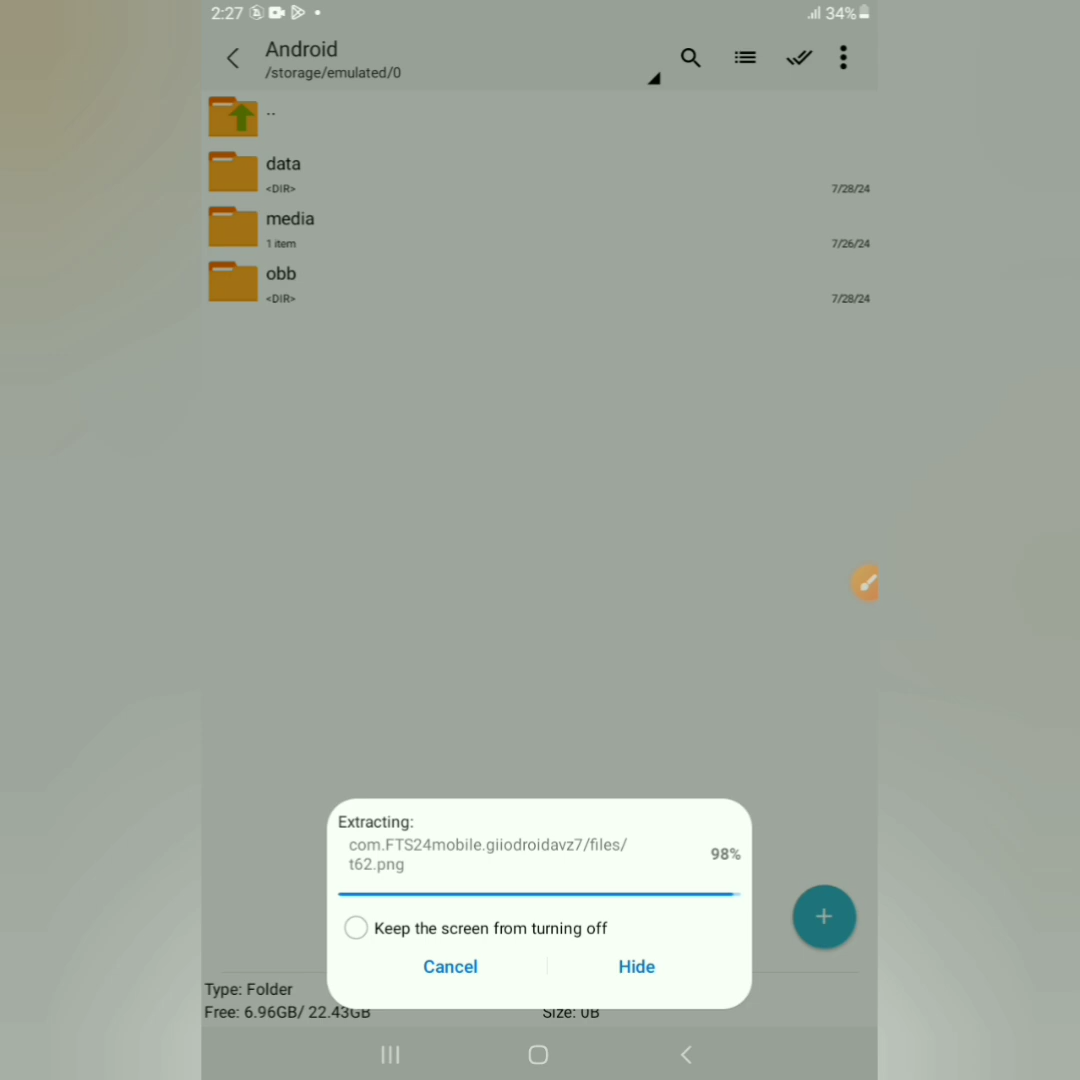 2:27
34%
Android
/storage/emulated/0
..
data
<DIR>
7/28/24
media
1 item
7/26/24
obb
<DIR>
7/28/24
Extracting:
com.FTS24mobile.giiodroidavz7/files/
t62.png
98%
Keep the screen from turning off
Cancel
Hide
Type: Folder
Free: 6.96GB/ 22.43GB
Size: 0B